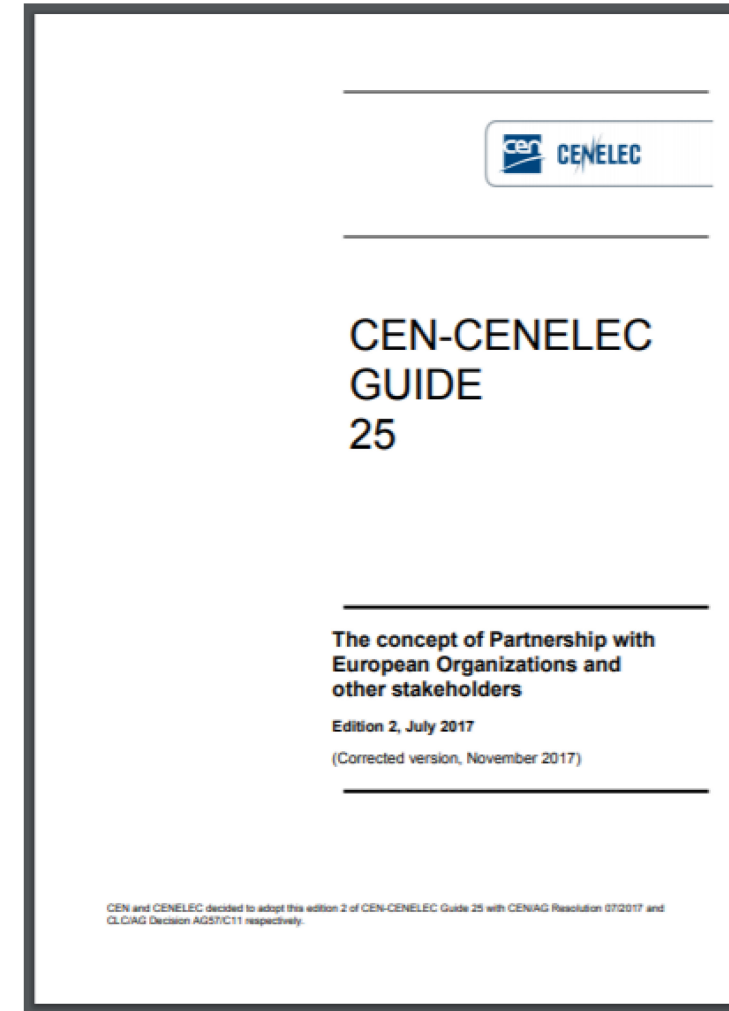 cen CENELEC
CEN-CENELEC
GUIDE
25
The concept of Partnership with
European Organizations and
other stakeholders
Edition 2, July 2017
(Corrected version, November 2017)
CEN and CENELEC decided to adopt this edition 2 of CEN-CENELEC Guide 25 with CEN/AG Resolution 07/2017 and
CLC/AG Decision AG57/C11 respectively.